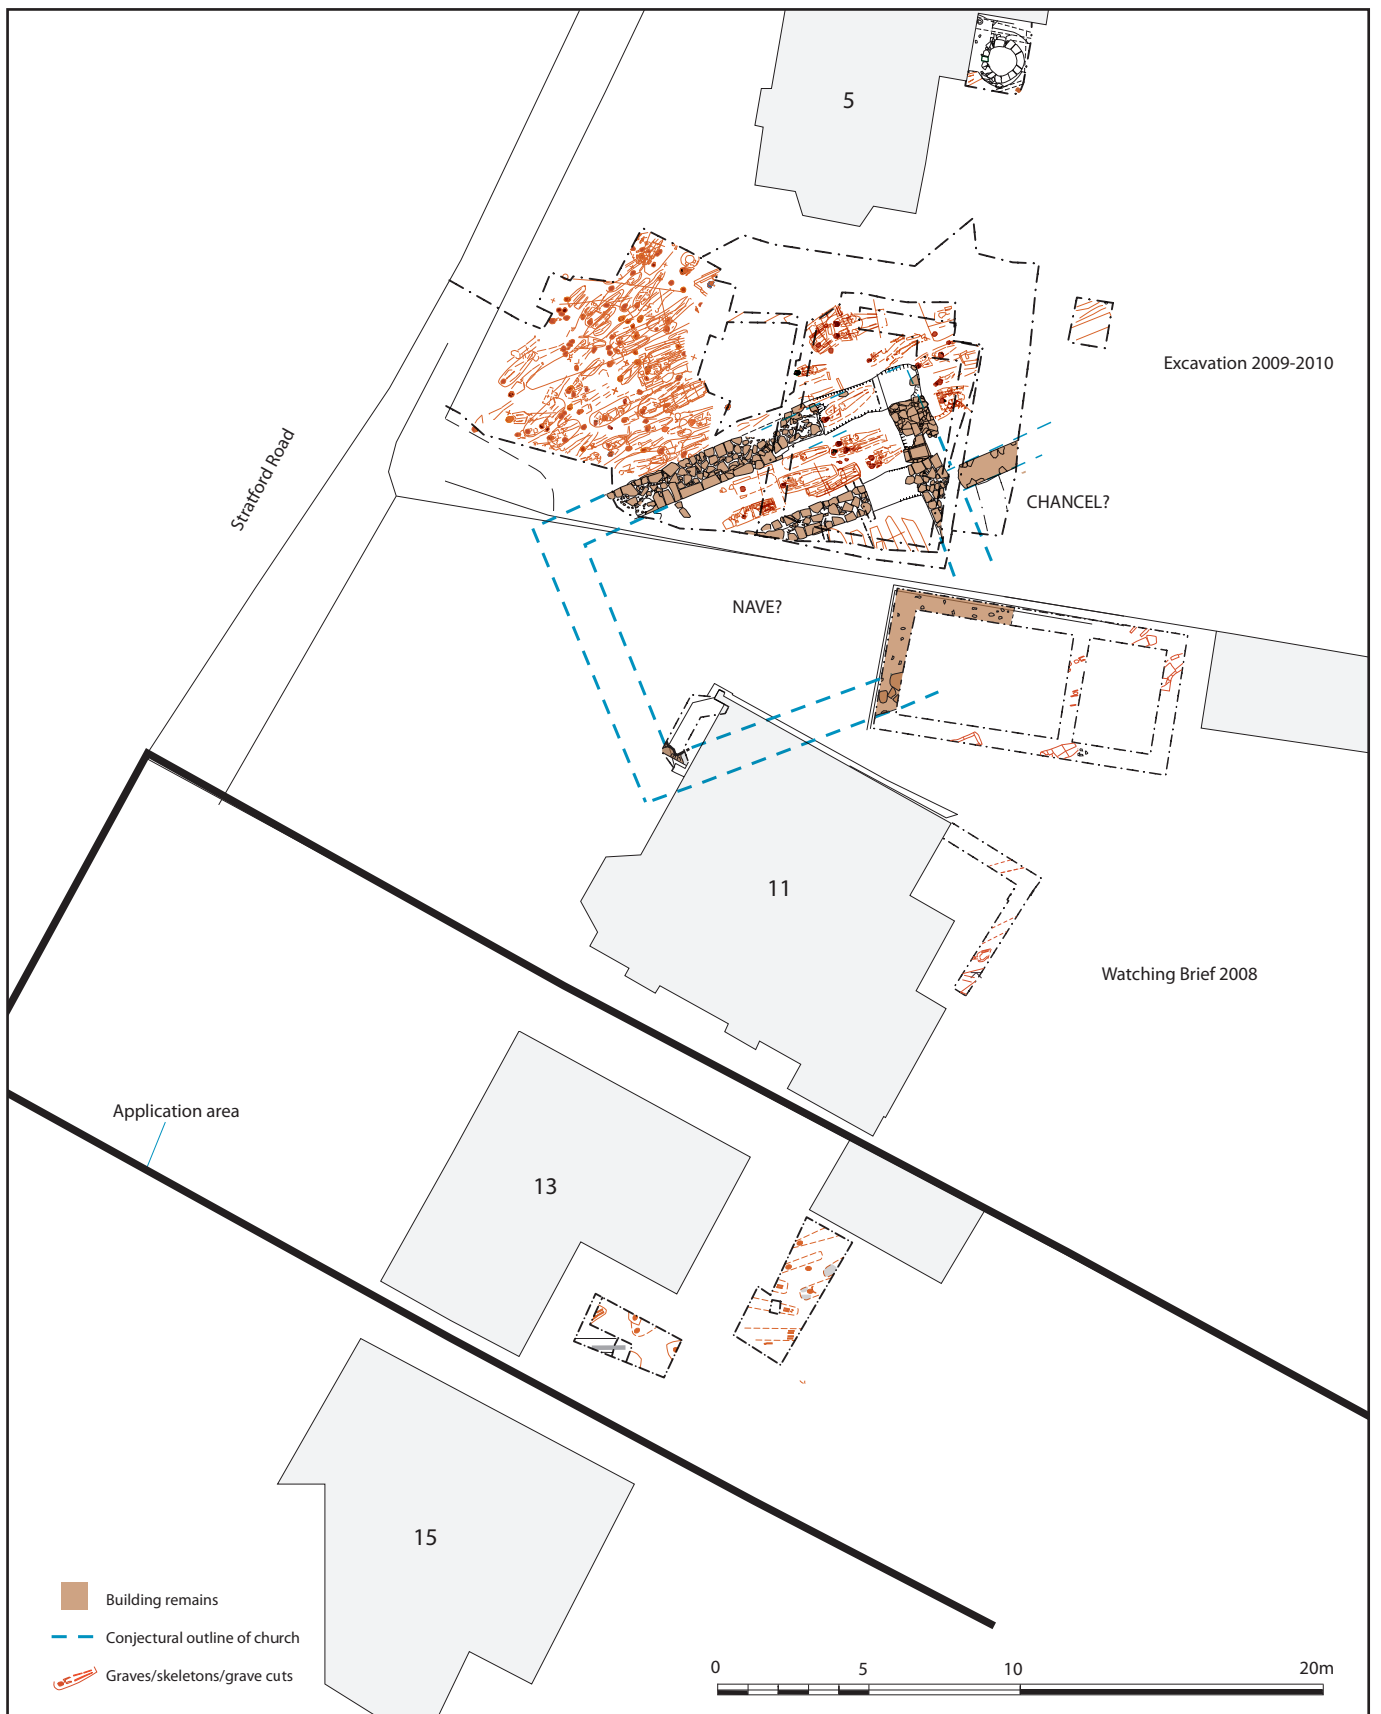 5
Excavation 2009-2010
Stratford Road
CHANCEL?
NAVE?
11
Watching Brief 2008
Application area
13
15
Building remains
Conjectural outline of church
Graves/skeletons/grave cuts
0 5 10 20m